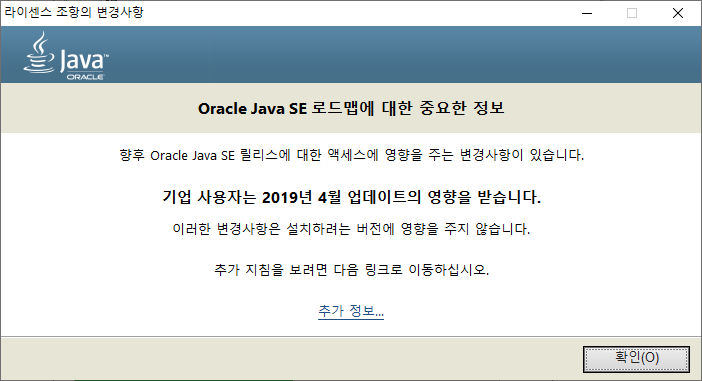 라이센스 조항의 변경사항
Java™
ORACLE
Oracle Java SE 로드맵에 대한 중요한 정보
향후 Oracle Java SE 릴리스에 대한 액세스에 영향을 주는 변경사항이 있습니다.
기업 사용자는 2019년 4월 업데이트의 영향을 받습니다.
이러한 변경사항은 설치하려는 버전에 영향을 주지 않습니다.
추가 지침을 보려면 다음 링크로 이동하십시오.
추가 정보...
확인(O)